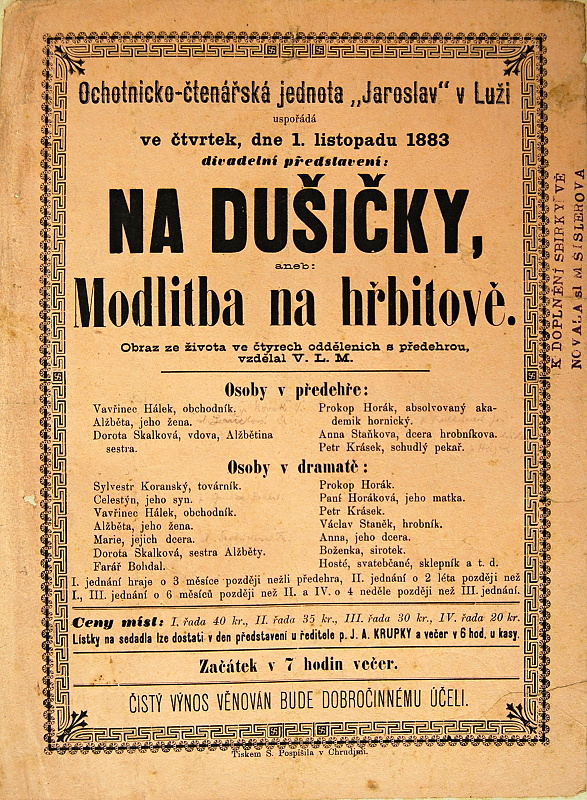 Ochotnicko-čtenářská jednota „Jaroslav“ v Luži
uspořádá
ve čtvrtek, dne 1. listopadu 1883
divadelní představení:
NA DUŠIČKY,
aneb:
Modlitba na hřbitově.
Obraz ze života ve čtyrech odděleních s předehrou,
vzdělal V. L. M.
Osoby v předehře:
Vavřinec Hálek, obchodník.
Alžběta, jeho žena.
Dorota Skalková, vdova, Alžbětina
sestra.
Prokop Horák, absolvovaný aka-
demik hornický.
Anna Staňkova, dcera hrobníkova.
Petr Krásek, schudlý pekař.
Osoby v dramatě:
Sylvestr Koranský, továrník.
Celestýn, jeho syn.
Vavřinec Hálek, obchodník.
Alžběta, jeho žena.
Marie, jejich dcera.
Dorota Skalková, sestra Alžběty.
Farář Bohdal.
Prokop Horák.
Paní Horáková, jeho matka.
Petr Krásek.
Václav Staněk, hrobník.
Anna, jeho dcera.
Boženka, sirotek.
Hosté, svatebčané, sklepník a t. d.
I. jednání hraje o 3 měsíce později nežli předehra, II. jednání o 2 léta později než
I., III. jednání o 6 měsíců později než II. a IV. o 4 neděle později než III. jednání.
Ceny míst: I. řada 40 kr., II. řada 35 kr., III. řada 30 kr., IV. řada 20 kr.
Lístky na sedadla lze dostati v den představení u ředitele p. J. A. KRUPKY a večer v 6 hod. u kasy.
Začátek v 7 hodin večer.
ČISTÝ VÝNOS VĚNOVÁN BUDE DOBROČINNÉMU ÚČELI.
Tiskem S. Pospíšila v Chrudimi.
K DOPLNĚNÍ SBÍRKY VĚ
NOVALA sl M SISLEROVA